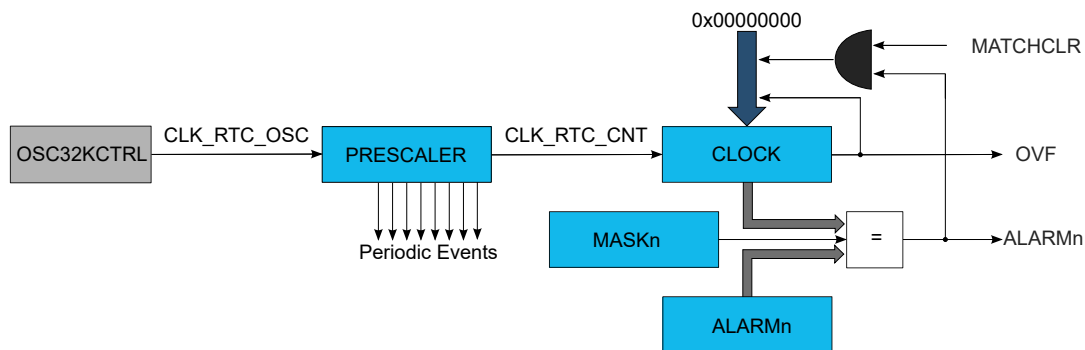 0x00000000
MATCHCLR
OSC32KCTRL
CLK_RTC_OSC
PRESCALER
CLK_RTC_CNT
CLOCK
OVF
Periodic Events
MASKn
=
ALARMn
ALARMn